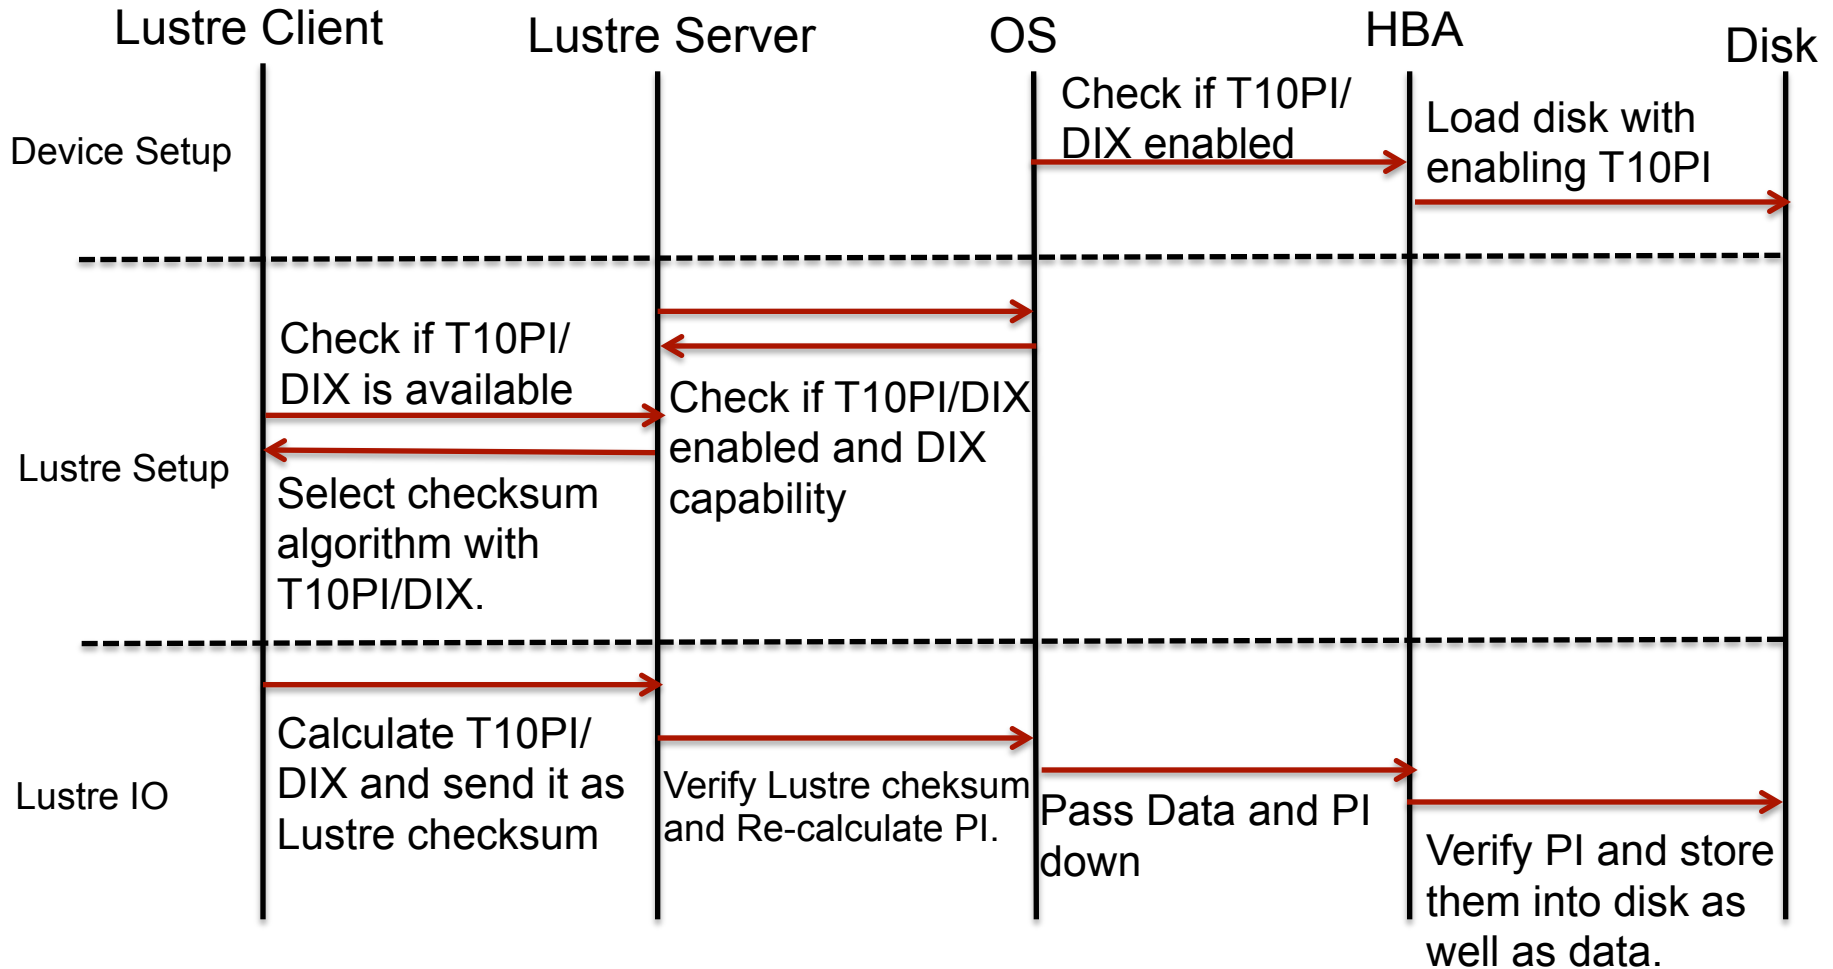 Lustre Client
Lustre Server
OS
HBA
Disk
Device Setup
Check if T10PI/
DIX enabled
Load disk with
enabling T10PI
Lustre Setup
Check if T10PI/
DIX is available
Select checksum
algorithm with
T10PI/DIX.
Check if T10PI/DIX
enabled and DIX
capability
Lustre IO
Calculate T10PI/
DIX and send it as
Lustre checksum
Verify Lustre cheksum
and Re-calculate PI.
Pass Data and PI
down
Verify PI and store
them into disk as
well as data.